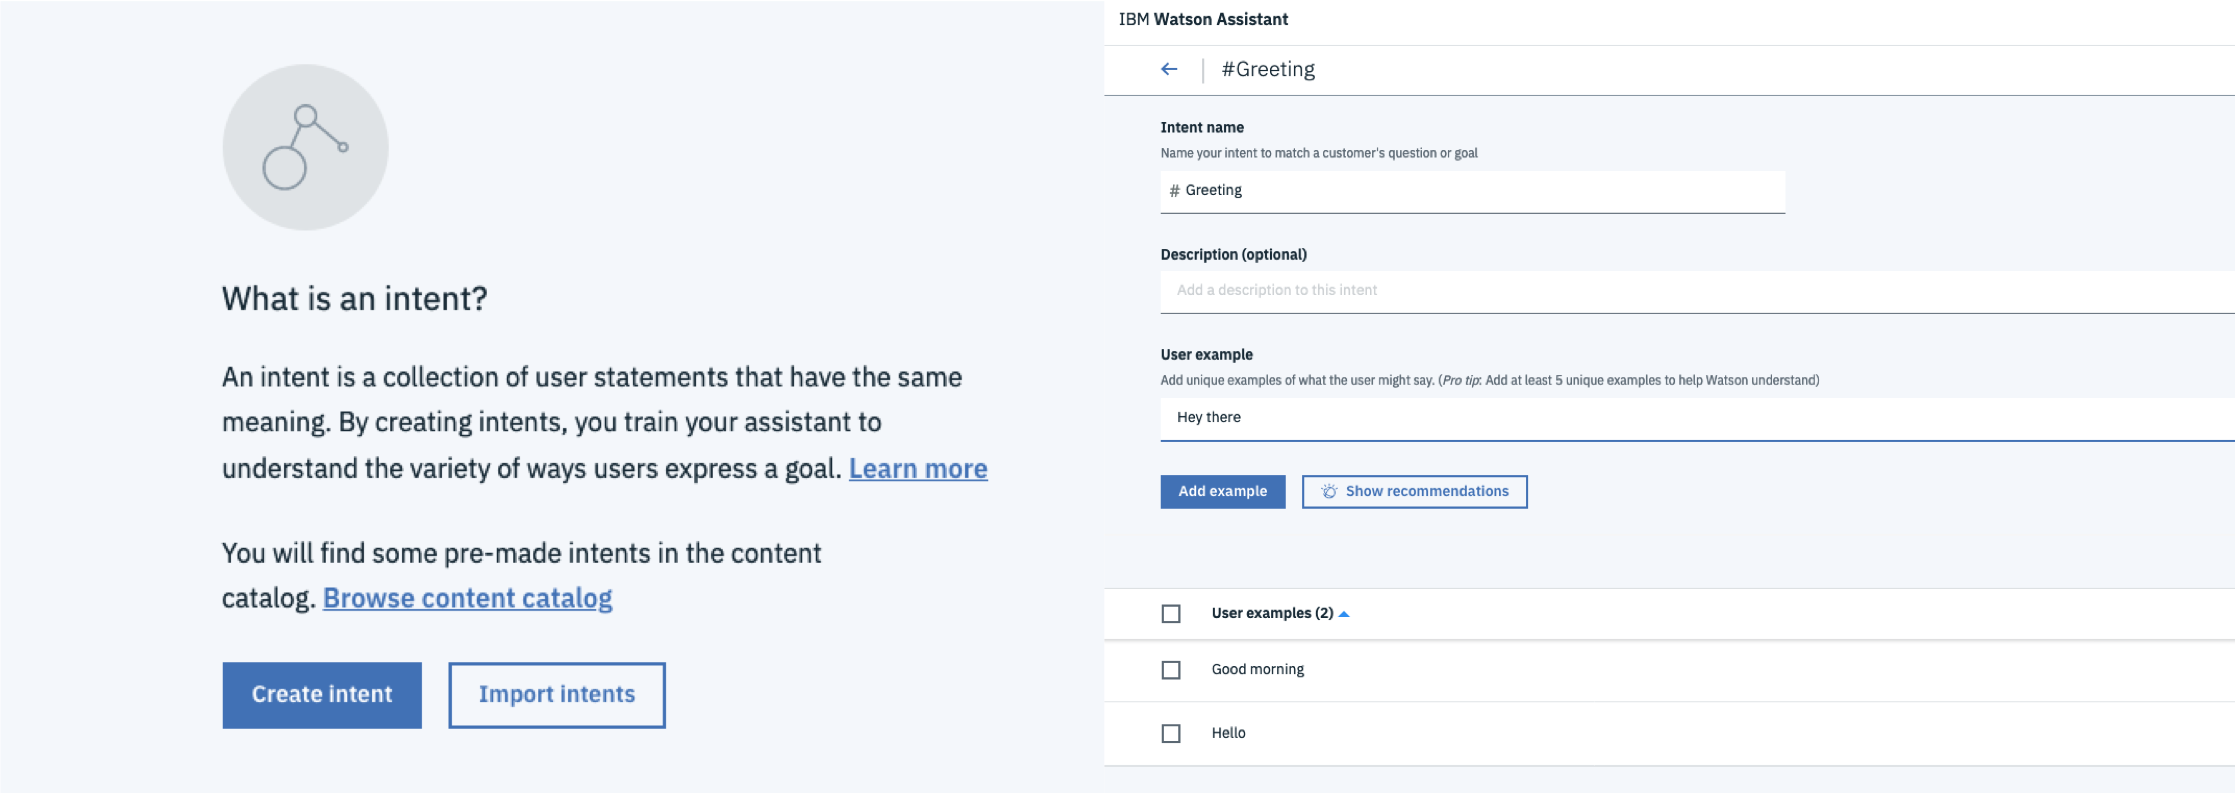 What is an intent?
An intent is a collection of user statements that have the same
meaning. By creating intents, you train your assistant to
understand the variety of ways users express a goal. Learn more
You will find some pre-made intents in the content
catalog. Browse content catalog
Create intent
Import intents
IBM Watson Assistant
#Greeting
Intent name
Name your intent to match a customer's question or goal
# Greeting
Description (optional)
Add a description to this intent
User example
Add unique examples of what the user might say. (Pro tip: Add at least 5 unique examples to help Watson understand)
Hey there
Add example
Show recommendations
User examples (2)
Good morning
Hello